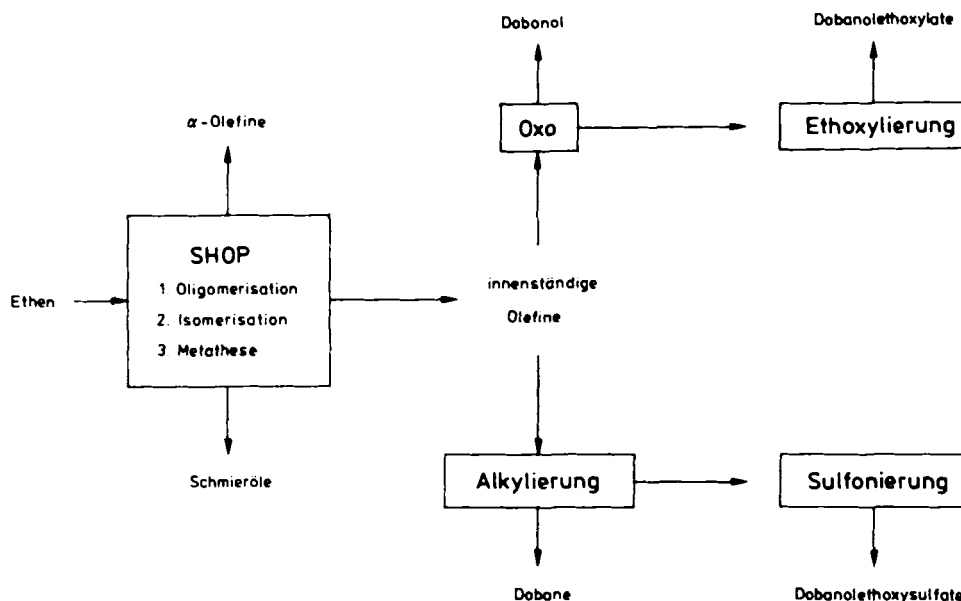 Dobanol
Dobanolethoxylate
α-Olefine
Oxo
Ethoxylierung
SHOP
1. Oligomerisation
2. Isomerisation
3. Metathese
Ethen
innenständige
Olefine
Schmieröle
Alkylierung
Sulfonierung
Dobane
Dobanolethoxysulfate